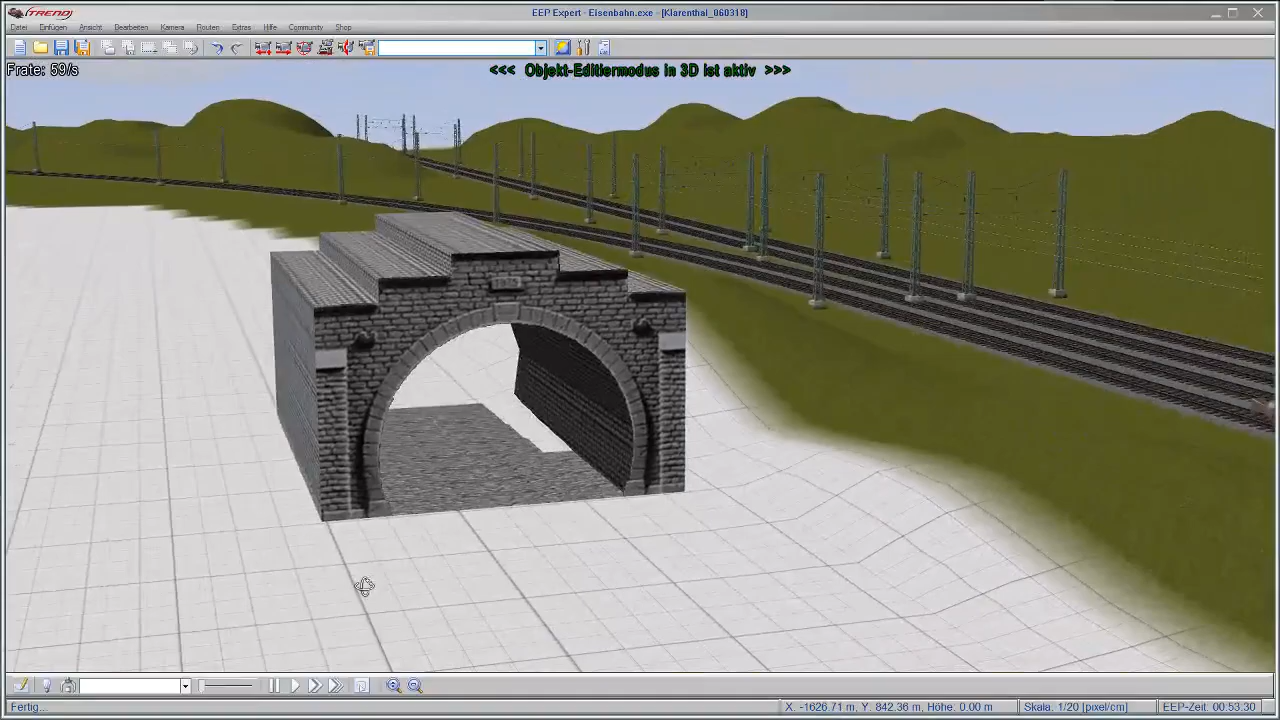 TREND
EEP Expert - Eisenbahn.exe - [Klarenthal_060318]
Datei Einfügen Ansicht Bearbeiten Kamera Routen Extras Hilfe Community Shop
Frate: 59/s
<<< Objekt-Editiermodus in 3D ist aktiv >>>
Fertig...
X. -1626.71 m, Y. 842.36 m, Höhe: 0.00 m
Skala. 1/20 [pixel/cm]
EEP-Zeit. 00:53.30